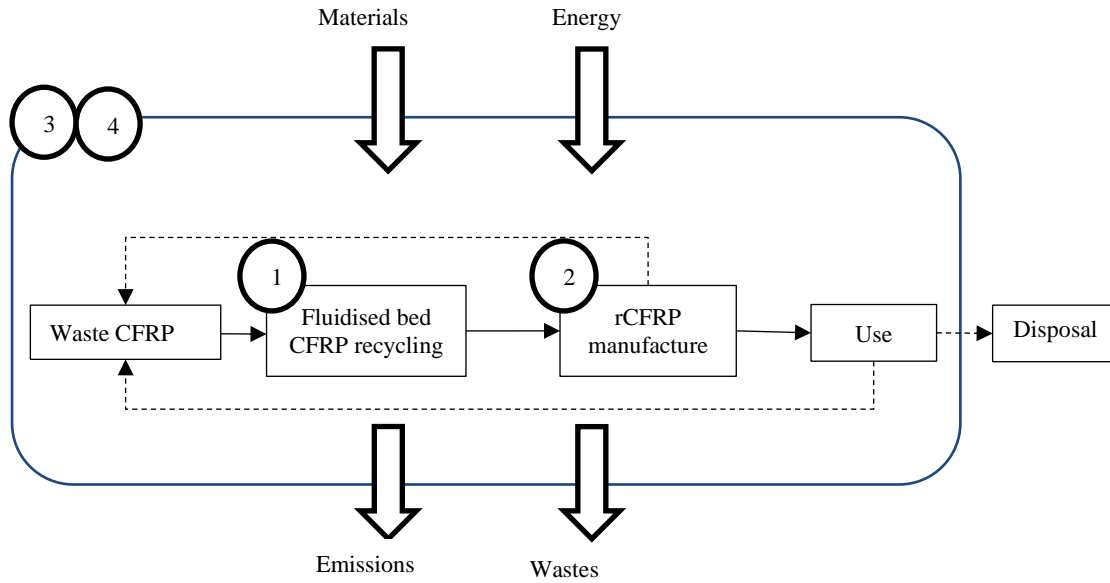 Materials
Energy
3
4
1
2
Waste CFRP
Fluidised bed
CFRP recycling
rCFRP
manufacture
Use
Disposal
Emissions
Wastes